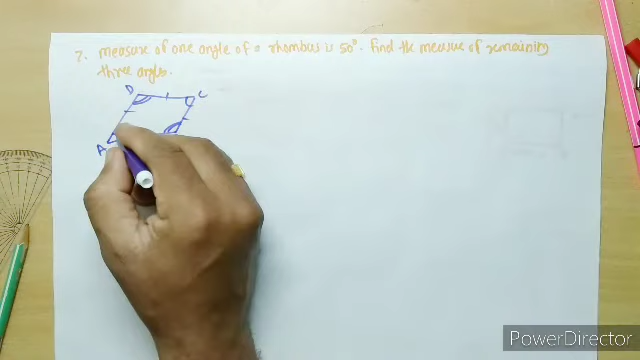 7. Measure of one angle of a rhombus is 50°. Find the measure of remaining
three angles.
D C
A
PowerDirector